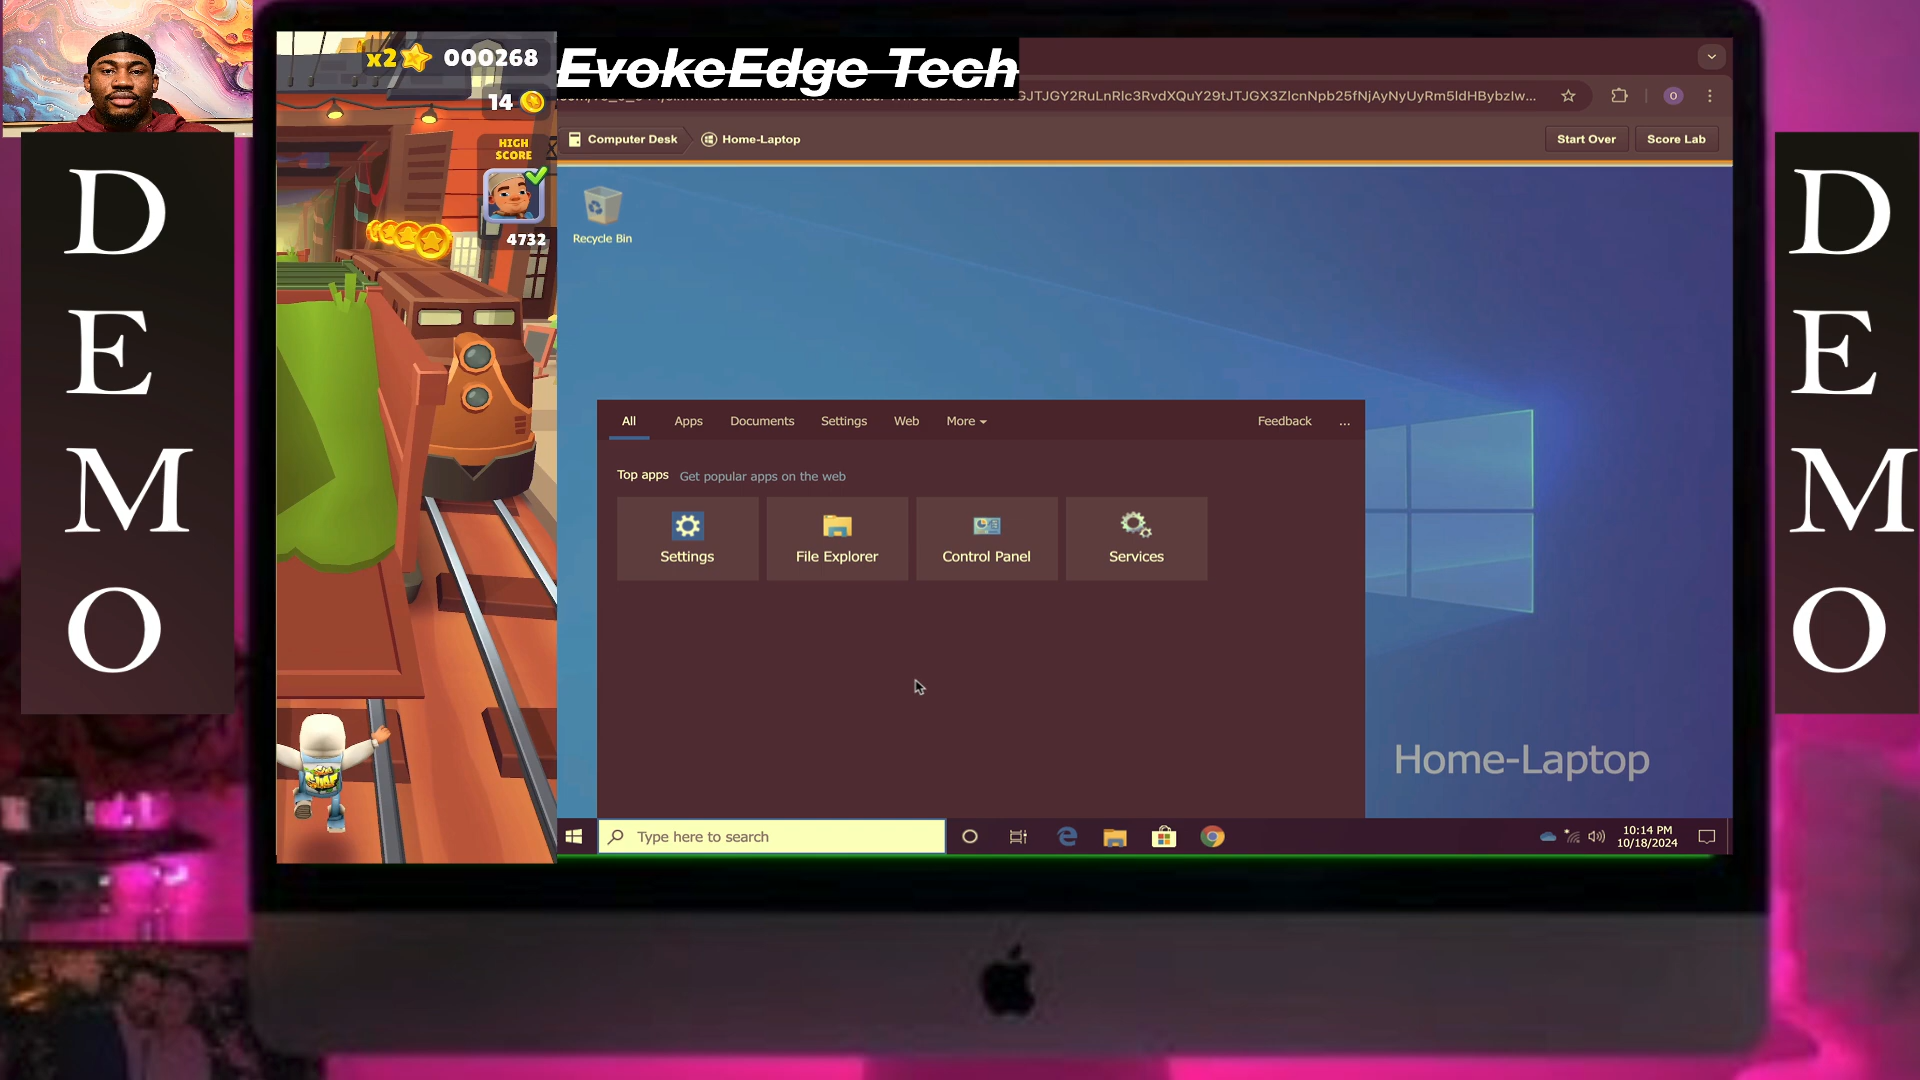 D
E
M
O
x2 000268
14
HIGH
SCORE
4732
EvokeEdge Tech
Computer Desk
Home-Laptop
Start Over
Score Lab
Recycle Bin
All
Apps
Documents
Settings
Web
More
Feedback
...
Top apps
Get popular apps on the web
Settings
File Explorer
Control Panel
Services
Home-Laptop
Type here to search
10:14 PM
10/18/2024
D
E
M
O